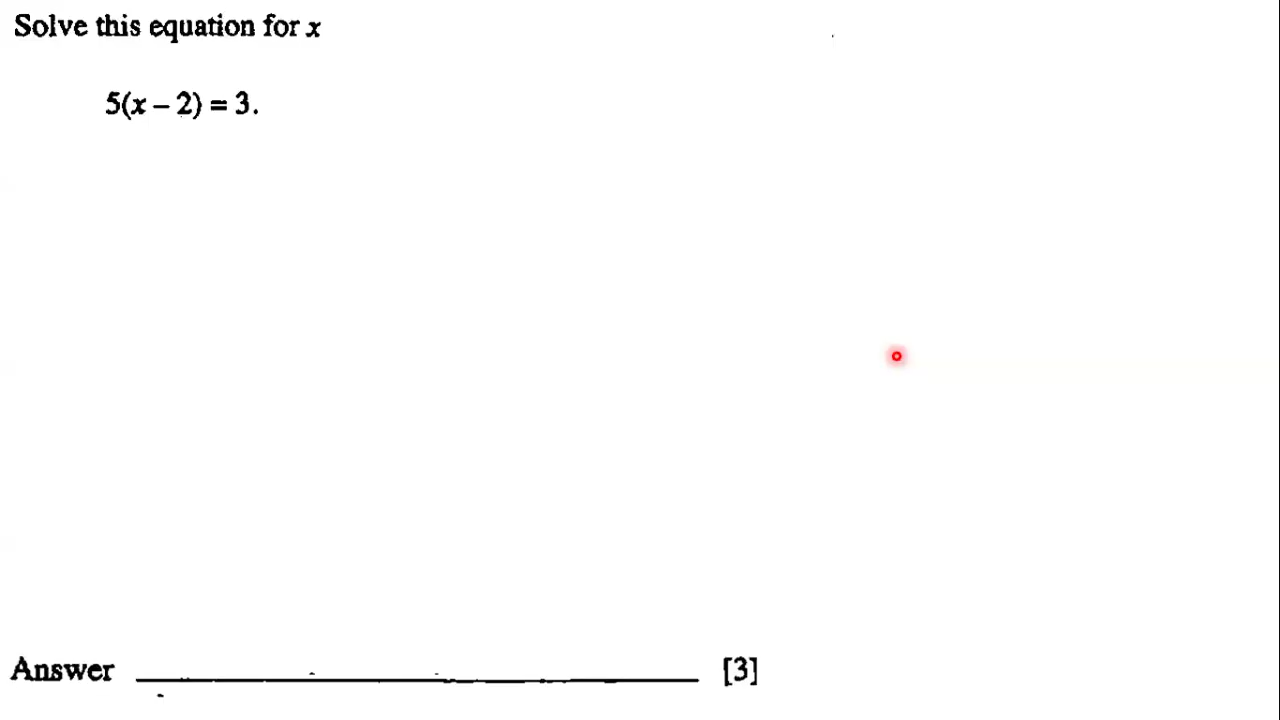 Solve this equation for x
5(x – 2) = 3.
Answer [3]